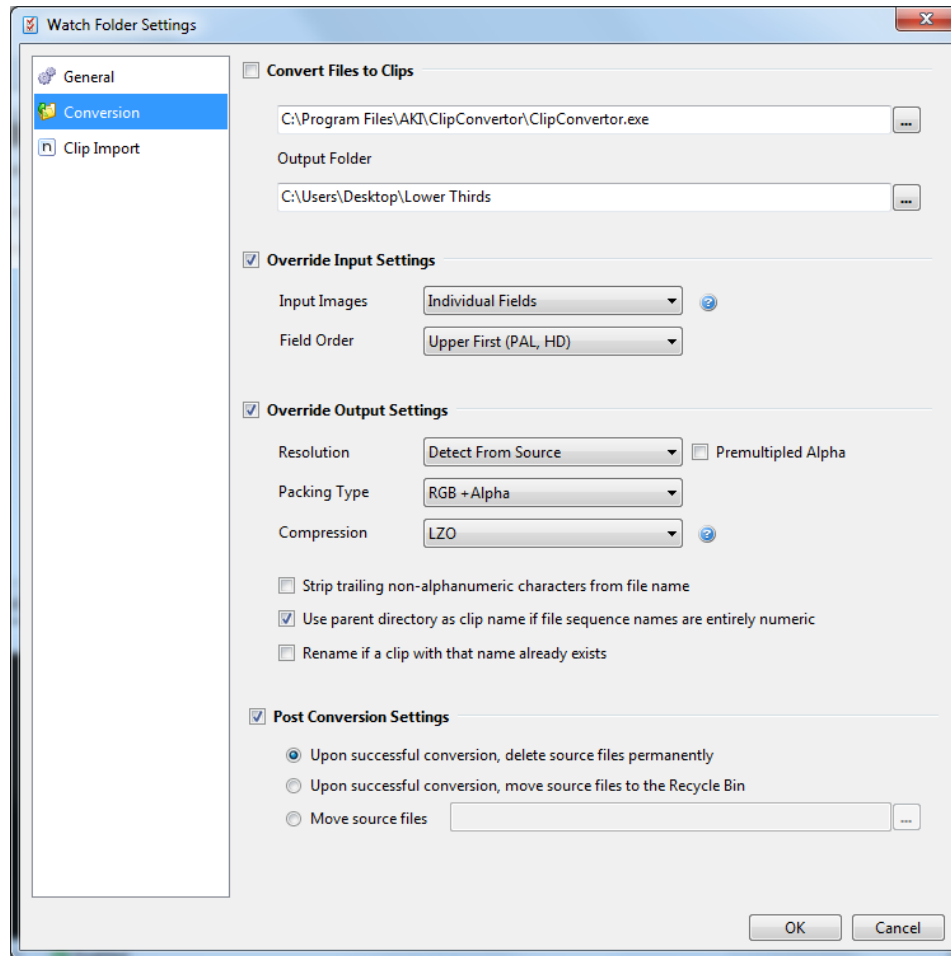 Watch Folder Settings
General
Conversion
n Clip Import
Convert Files to Clips
C:\Program Files\AKI\ClipConvertor\ClipConvertor.exe
...
Output Folder
C:\Users\Desktop\Lower Thirds
...
Override Input Settings
Input Images Individual Fields ?
Field Order Upper First (PAL, HD)
Override Output Settings
Resolution Detect From Source Premultipled Alpha
Packing Type RGB +Alpha
Compression LZO ?
Strip trailing non-alphanumeric characters from file name
Use parent directory as clip name if file sequence names are entirely numeric
Rename if a clip with that name already exists
Post Conversion Settings
Upon successful conversion, delete source files permanently
Upon successful conversion, move source files to the Recycle Bin
Move source files ...
OK Cancel